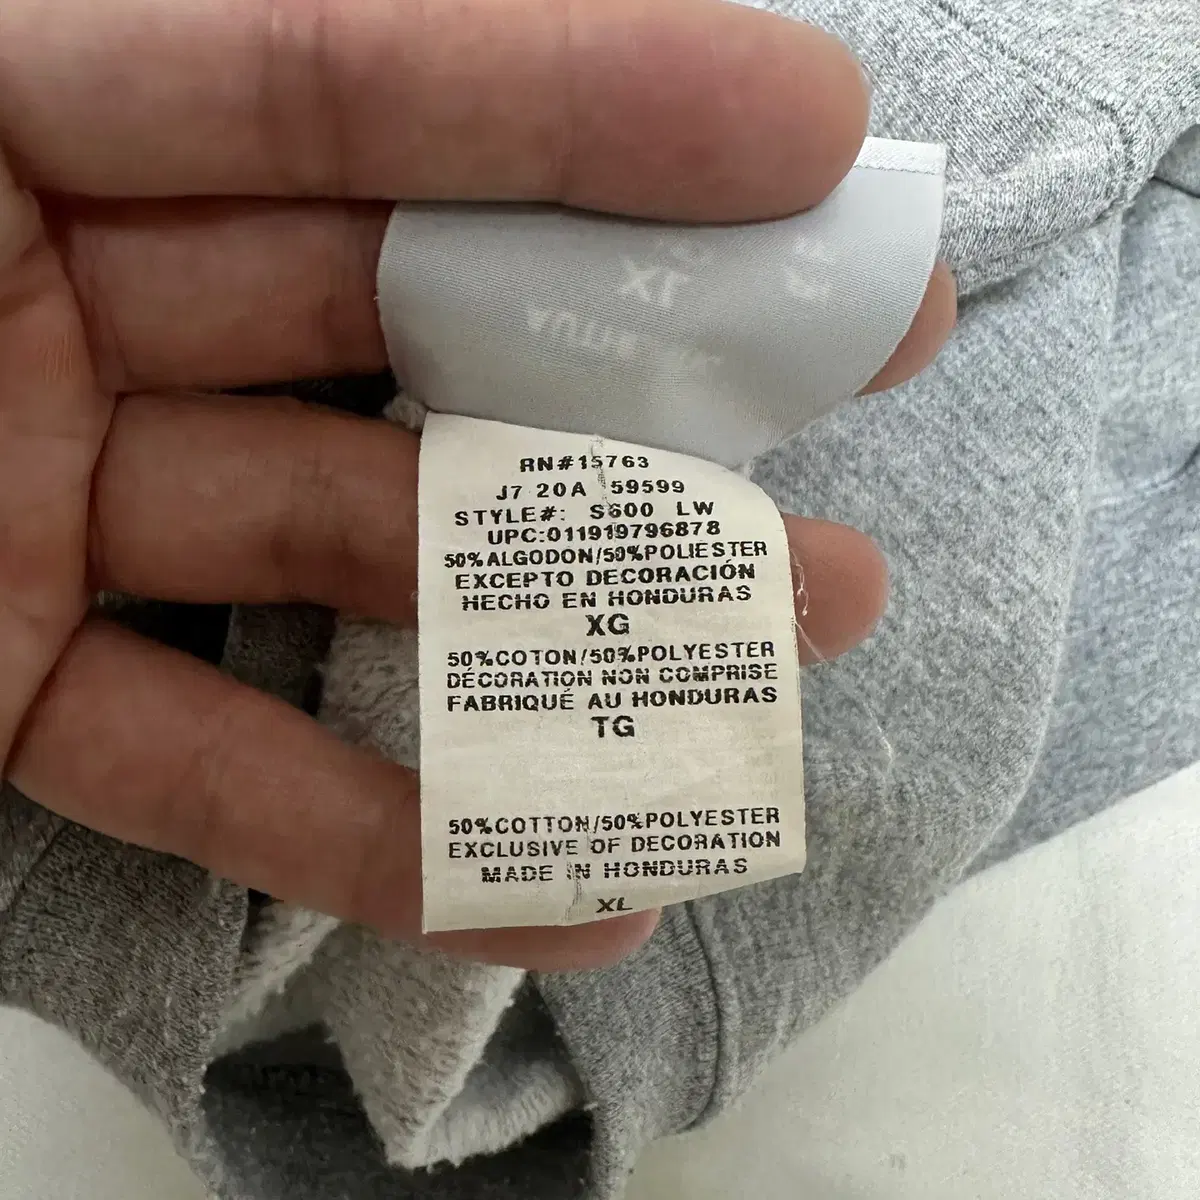 XL
RN#15763
J7 20A 59599
STYLE#: S600 LW
UPC:011919796878
50%ALGODON/50%POLIESTER
EXCEPTO DECORACIÓN
HECHO EN HONDURAS
XG
50%COTON/50%POLYESTER
DÉCORATION NON COMPRISE
FABRIQUÉ AU HONDURAS
TG
50%COTTON/50%POLYESTER
EXCLUSIVE OF DECORATION
MADE IN HONDURAS
XL